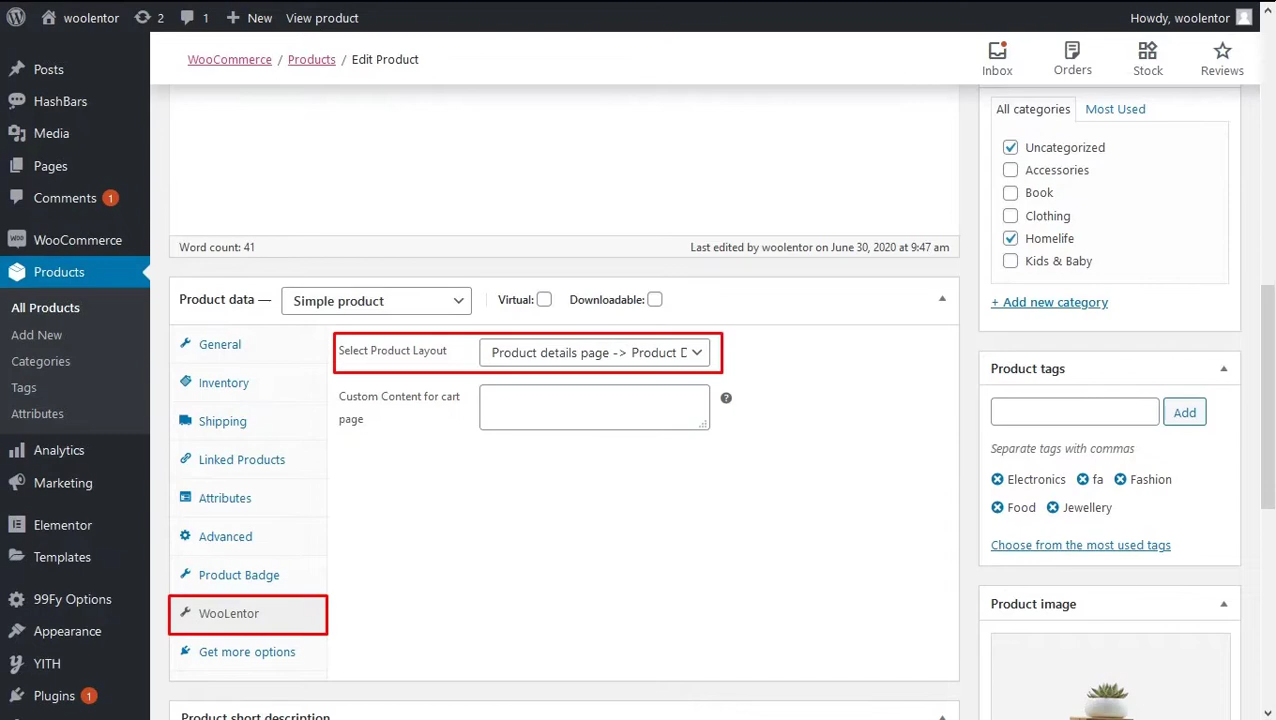 woolentor
2
1
New
View product
Howdy, woolentor
Posts
HashBars
Media
Pages
Comments 1
WooCommerce
Products
All Products
Add New
Categories
Tags
Attributes
Analytics
Marketing
Elementor
Templates
99Fy Options
Appearance
YITH
Plugins 1
WooCommerce / Products / Edit Product
Inbox
Orders
Stock
Reviews
Word count: 41
Last edited by woolentor on June 30, 2020 at 9:47 am
Product data —
Simple product
Virtual:
Downloadable:
General
Inventory
Shipping
Linked Products
Attributes
Advanced
Product Badge
WooLentor
Get more options
Select Product Layout
Product details page -> Product D
Custom Content for cart
page
?
Product short description
All categories
Most Used
Uncategorized
Accessories
Book
Clothing
Homelife
Kids & Baby
+ Add new category
Product tags
Add
Separate tags with commas
Electronics
fa
Fashion
Food
Jewellery
Choose from the most used tags
Product image